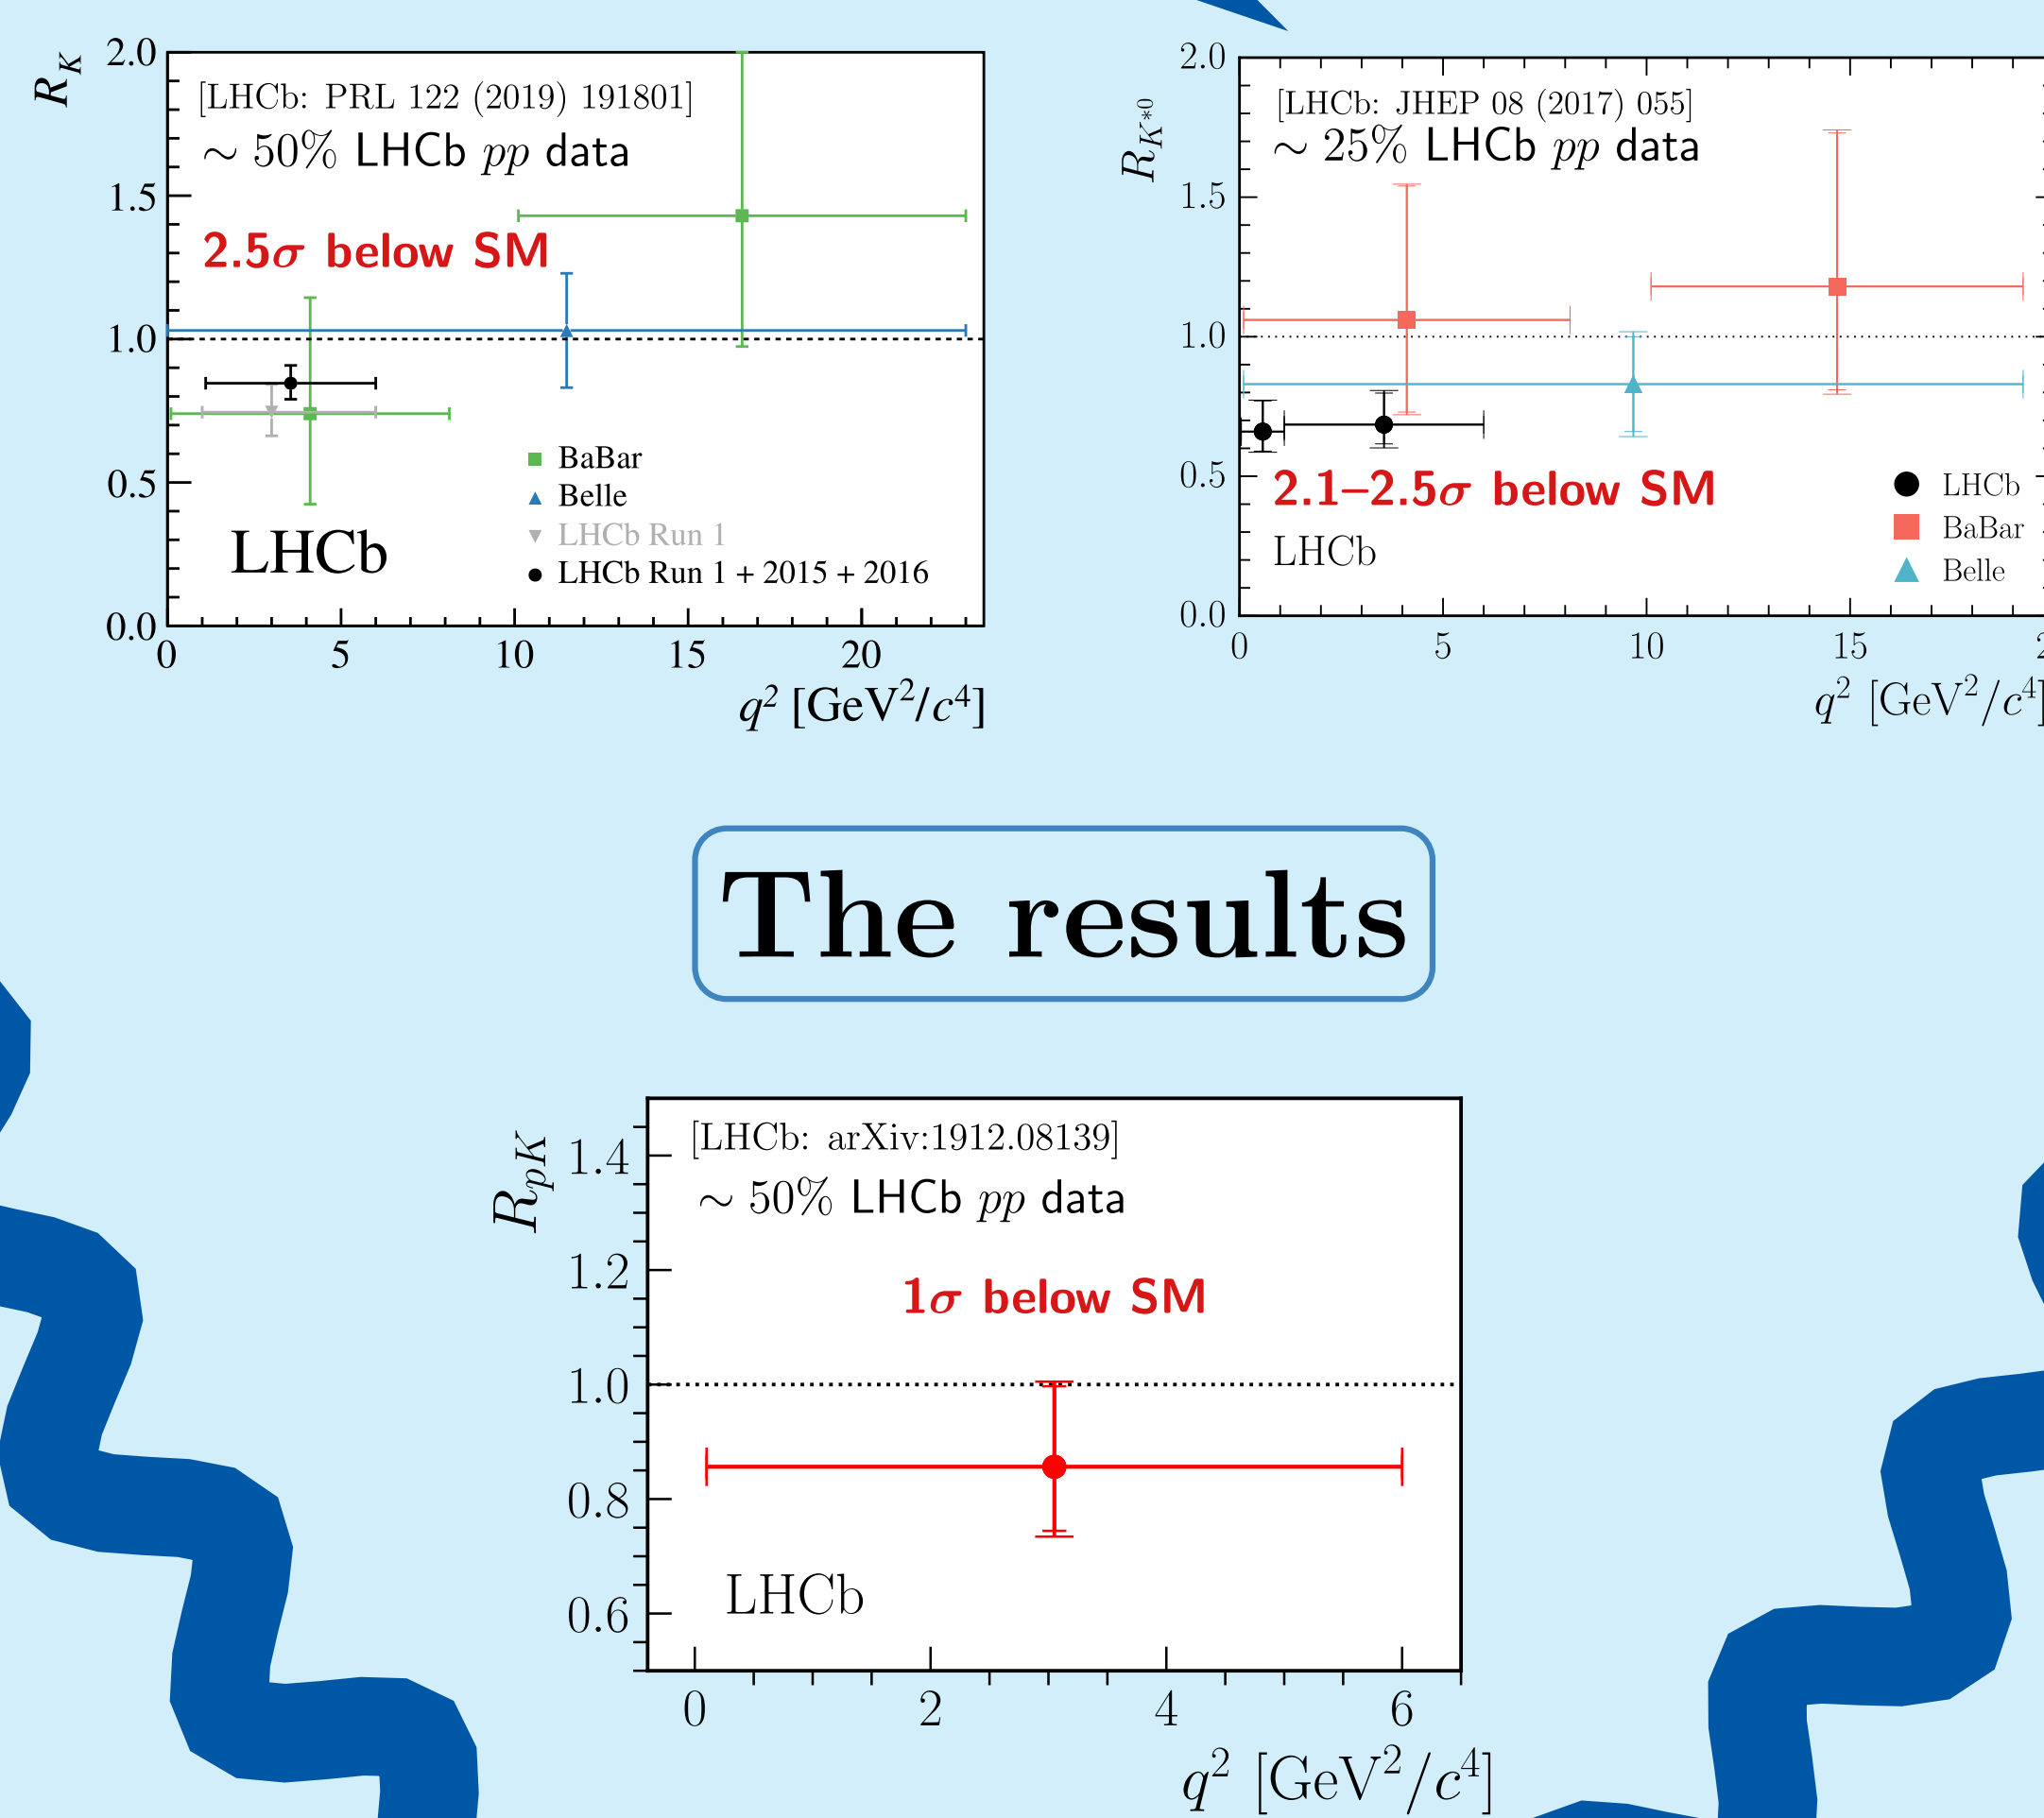 R_K
2.0
1.5
1.0
0.5
0.0
[LHCb: PRL 122 (2019) 191801]
∼ 50% LHCb pp data
2.5σ below SM
BaBar
Belle
LHCb Run 1
LHCb Run 1 + 2015 + 2016
LHCb
0 5 10 15 20
q² [GeV²/c⁴]
R_{K*0}
2.0
1.5
1.0
0.5
0.0
[LHCb: JHEP 08 (2017) 055]
∼ 25% LHCb pp data
2.1–2.5σ below SM
LHCb
LHCb
BaBar
Belle
0 5 10 15
q² [GeV²/c⁴]
The results
R_{pK}
1.4
1.2
1.0
0.8
0.6
[LHCb: arXiv:1912.08139]
∼ 50% LHCb pp data
1σ below SM
LHCb
0 2 4 6
q² [GeV²/c⁴]